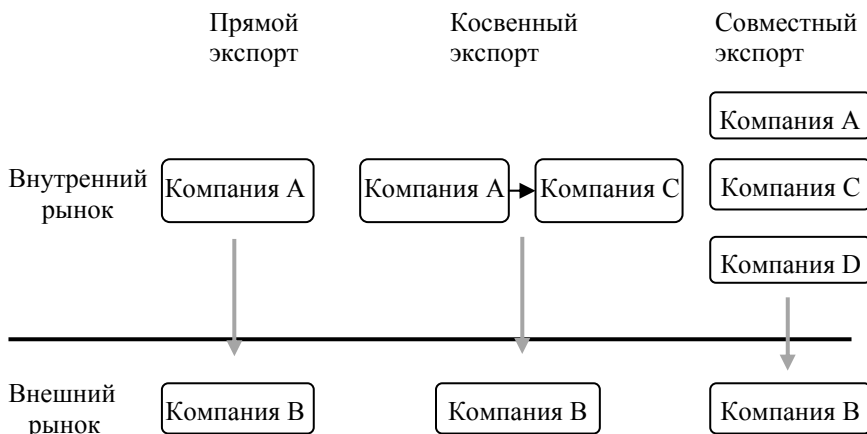 Прямой экспорт
Косвенный экспорт
Совместный экспорт
Компания A
Внутренний рынок
Компания A
Компания A
Компания C
Компания C
Компания D
Внешний рынок
Компания B
Компания B
Компания B